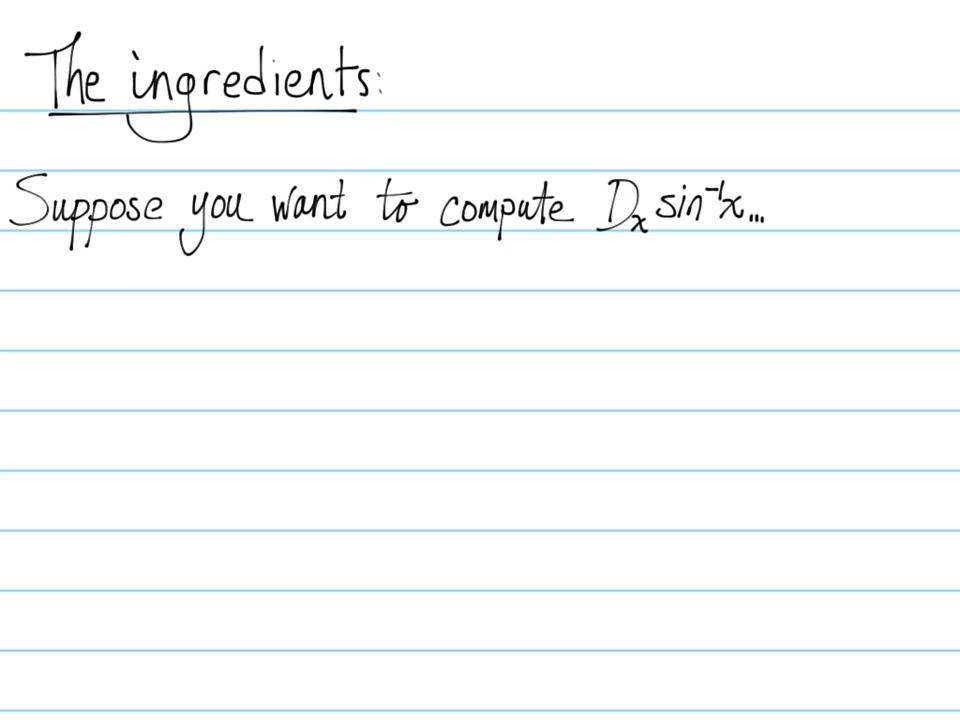 The ingredients:
Suppose you want to compute Dₓ sin⁻¹x...